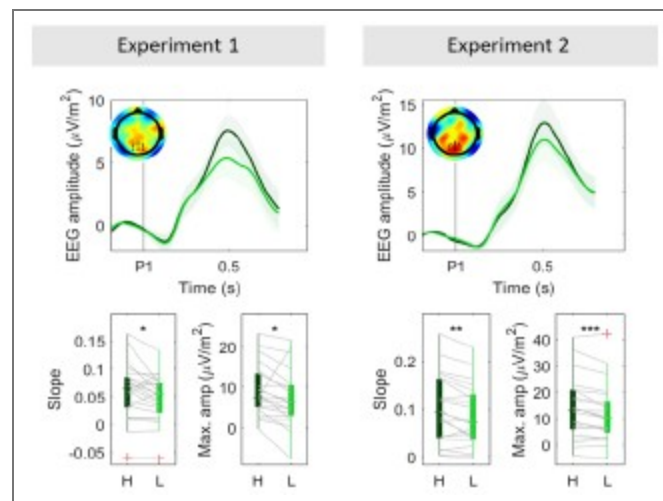 Experiment 1
Experiment 2
EEG amplitude (μV/m²)
10
5
0
P1
0.5
Time (s)
EEG amplitude (μV/m²)
15
10
5
0
P1
0.5
Time (s)
Slope
0.15
0.1
0.05
0
-0.05
*
H L
Max. amp (μV/m²)
20
10
0
*
H L
Slope
0.2
0.1
0
**
H L
Max. amp (μV/m²)
40
30
20
10
0
***
H L